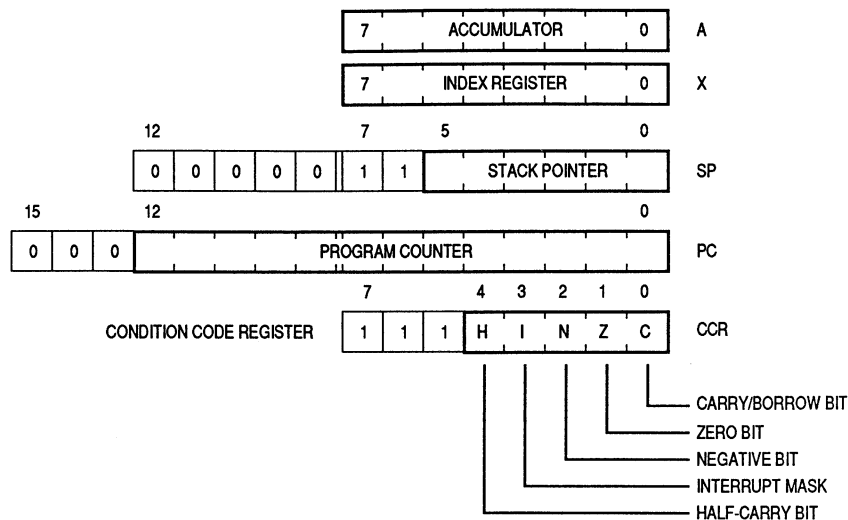 7 ACCUMULATOR 0 A
7 INDEX REGISTER 0 X
12 7 5 0
0 0 0 0 0 1 1 STACK POINTER SP
15 12 0
0 0 0 PROGRAM COUNTER PC
7 4 3 2 1 0
CONDITION CODE REGISTER 1 1 1 H I N Z C CCR
CARRY/BORROW BIT
ZERO BIT
NEGATIVE BIT
INTERRUPT MASK
HALF-CARRY BIT